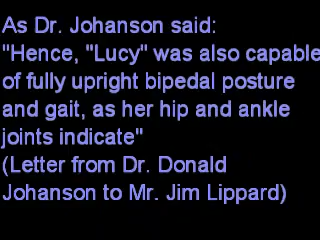 As Dr. Johanson said:
"Hence, "Lucy" was also capable
of fully upright bipedal posture
and gait, as her hip and ankle
joints indicate"
(Letter from Dr. Donald
Johanson to Mr. Jim Lippard)